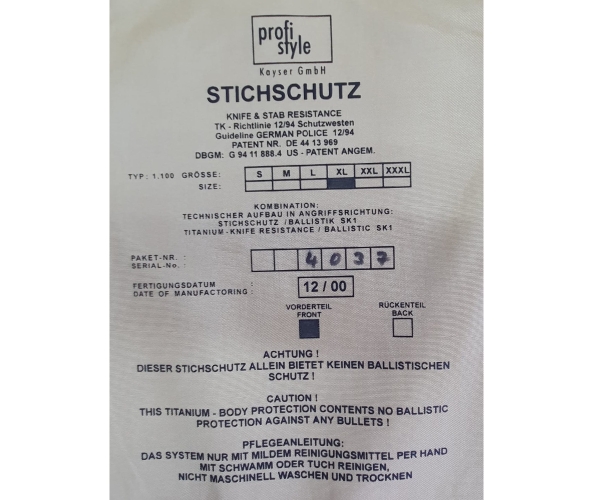 profi
style
Kayser GmbH
STICHSCHUTZ
KNIFE & STAB RESISTANCE
TK - Richtlinie 12/94 Schutzwesten
Guideline GERMAN POLICE 12/94
PATENT NR. DE 44 13 969
DBGM: G 94 11 888.4 US - PATENT ANGEM.
TYP: 1.100 GRÖSSE: S M L XL XXL XXXL
SIZE:
KOMBINATION:
TECHNISCHER AUFBAU IN ANGRIFFSRICHTUNG:
STICHSCHUTZ / BALLISTIK SK1
TITANIUM - KNIFE RESISTANCE / BALLISTIC SK1
PAKET-NR. :
SERIAL-No. : 4037
FERTIGUNGSDATUM :
DATE OF MANUFACTORING : 12 / 00
VORDERTEIL RÜCKENTEIL
FRONT BACK
ACHTUNG !
DIESER STICHSCHUTZ ALLEIN BIETET KEINEN BALLISTISCHEN
SCHUTZ !
CAUTION !
THIS TITANIUM - BODY PROTECTION CONTENTS NO BALLISTIC
PROTECTION AGAINST ANY BULLETS !
PFLEGEANLEITUNG:
DAS SYSTEM NUR MIT MILDEM REINIGUNGSMITTEL PER HAND
MIT SCHWAMM ODER TUCH REINIGEN,
NICHT MASCHINELL WASCHEN UND TROCKNEN